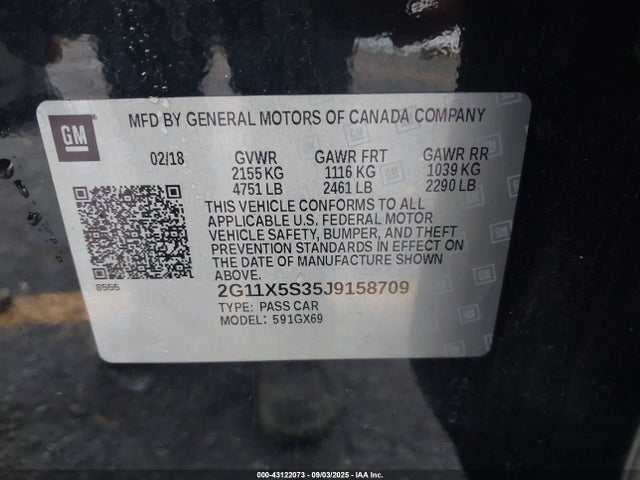 GM
MFD BY GENERAL MOTORS OF CANADA COMPANY
02/18 GVWR GAWR FRT GAWR RR
2155 KG 1116 KG 1039 KG
4751 LB 2461 LB 2290 LB
THIS VEHICLE CONFORMS TO ALL
APPLICABLE U.S. FEDERAL MOTOR
VEHICLE SAFETY, BUMPER, AND THEFT
PREVENTION STANDARDS IN EFFECT ON
THE DATE OF MANUFACTURE SHOWN
ABOVE.
8555
2G11X5S35J9158709
TYPE: PASS CAR
MODEL: 591GX69
000-43122073 - 09/03/2025 - IAA Inc.